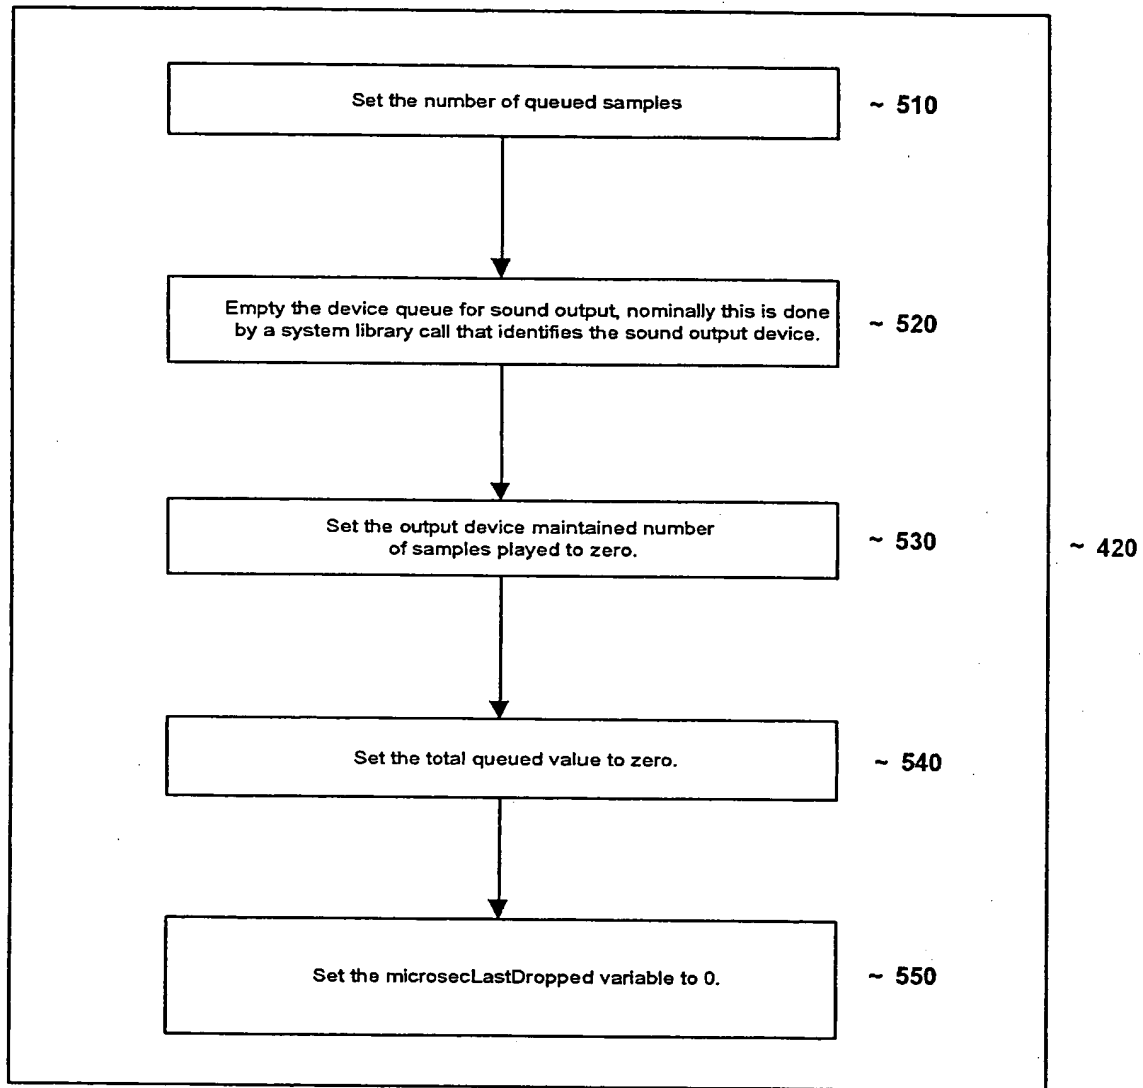 Set the number of queued samples
~ 510
Empty the device queue for sound output, nominally this is done
by a system library call that identifies the sound output device.
~ 520
Set the output device maintained number
of samples played to zero.
~ 530
~ 420
Set the total queued value to zero.
~ 540
Set the microsecLastDropped variable to 0.
~ 550